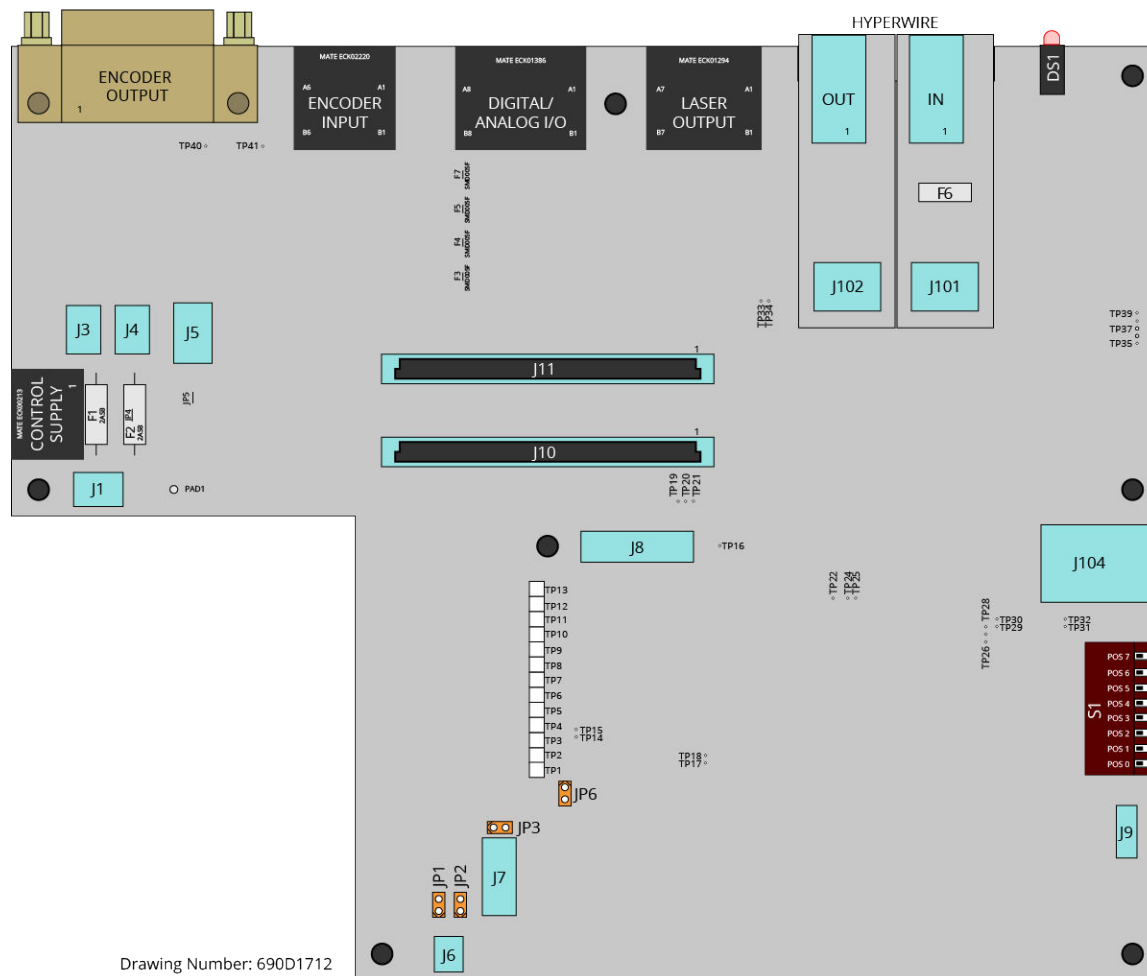 HYPERWIRE
ENCODER
OUTPUT
1
MATE ECK02220
A6 A1
ENCODER
INPUT
B6 B1
MATE ECK01386
A8 A1
DIGITAL/
ANALOG I/O
B8 B1
MATE ECK01294
A7 A1
LASER
OUTPUT
B7 B1
OUT
1
IN
1
DS1
TP40
TP41
F7
SMD005F
F5
SMD005F
F4
SMD005F
F3
SMD005F
F6
J102
J101
TP33
TP34
TP39
TP37
TP35
J3
J4
J5
J11
1
MATE ECK00213
CONTROL
SUPPLY
1
F1
2ASB
F2
JP4
2ASB
JP5
J10
1
J1
PAD1
TP19
TP20
TP21
J8
TP16
J104
TP22
TP24
TP25
TP28
TP26
TP30
TP29
TP32
TP31
TP13
TP12
TP11
TP10
TP9
TP8
TP7
TP6
TP5
TP4
TP3
TP2
TP1
TP15
TP14
TP18
TP17
S1
POS 7
POS 6
POS 5
POS 4
POS 3
POS 2
POS 1
POS 0
JP6
JP3
J7
JP1
JP2
J9
J6
Drawing Number: 690D1712